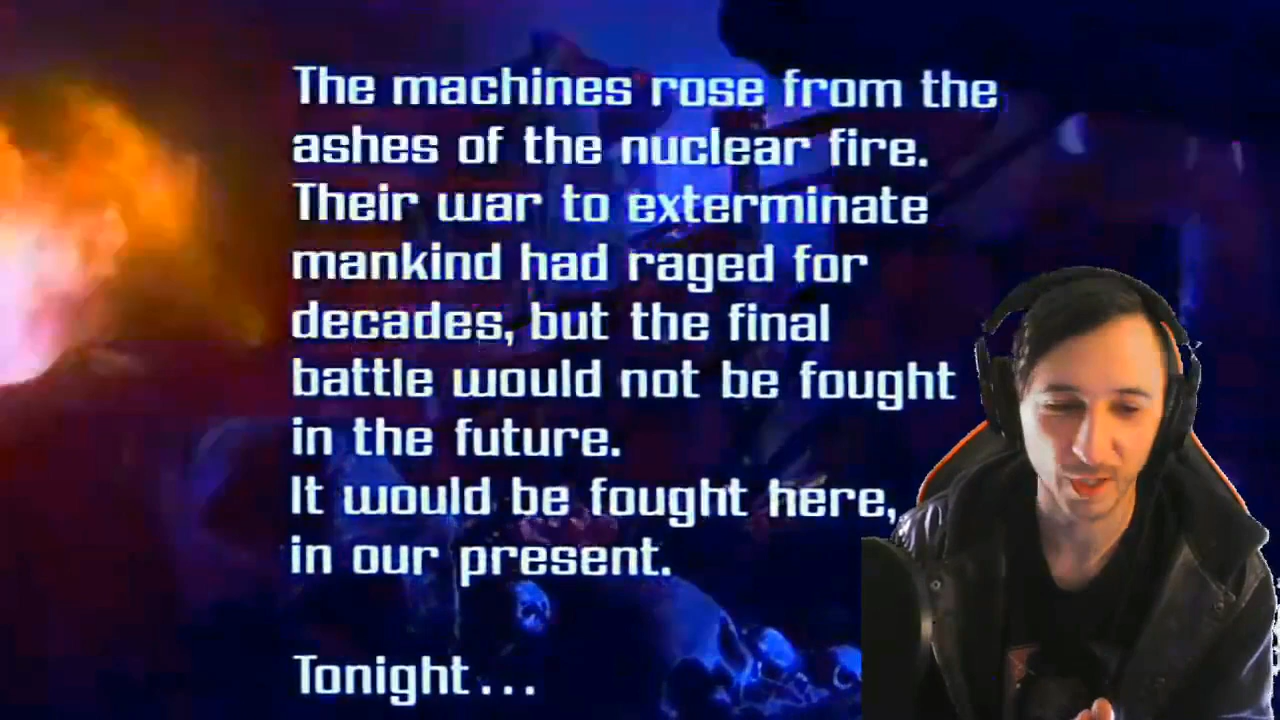 The machines rose from the
ashes of the nuclear fire.
Their war to exterminate
mankind had raged for
decades, but the final
battle would not be fought
in the future.
It would be fought here,
in our present.
Tonight...